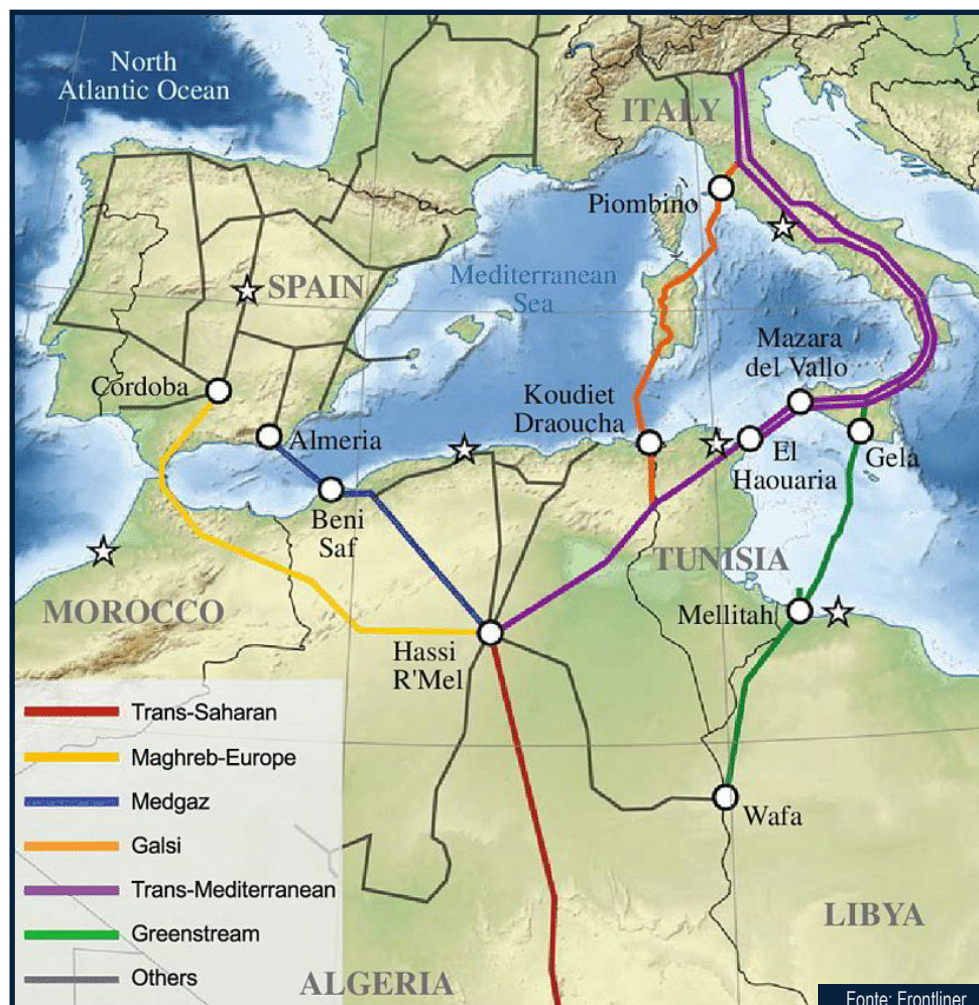 North
Atlantic Ocean
ITALY
Piombino
Mediterranean
Sea
SPAIN
Mazara
del Vallo
Cordoba
Koudiet
Draoucha
Almeria
El
Haouaria
Gela
Beni
Saf
TUNISIA
MOROCCO
Mellitah
Hassi
R'Mel
Trans-Saharan
Maghreb-Europe
Medgaz
Galsi
Trans-Mediterranean
Greenstream
Others
Wafa
LIBYA
ALGERIA
Fonte: Frontliner